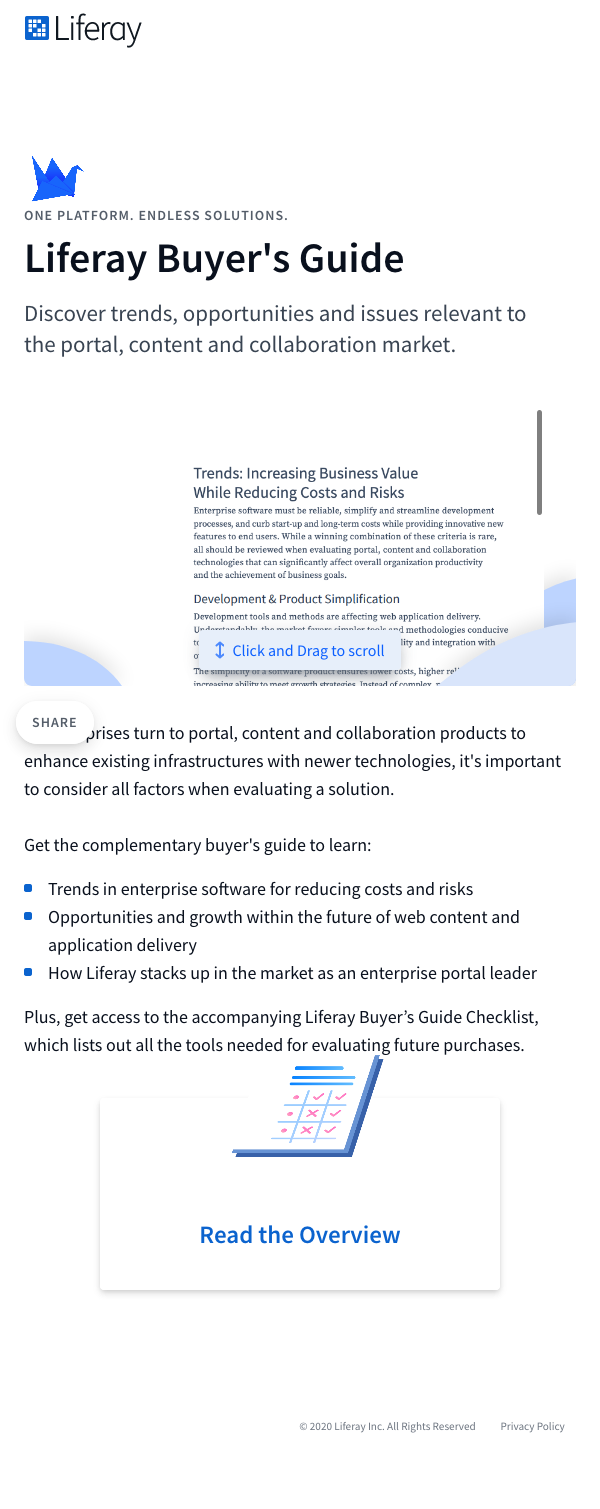 Liferay
ONE PLATFORM. ENDLESS SOLUTIONS.
Liferay Buyer's Guide
Discover trends, opportunities and issues relevant to
the portal, content and collaboration market.
Trends: Increasing Business Value
While Reducing Costs and Risks
Enterprise software must be reliable, simplify and streamline development
processes, and curb start-up and long-term costs while providing innovative new
features to end users. While a winning combination of these criteria is rare,
all should be reviewed when evaluating portal, content and collaboration
technologies that can significantly affect overall organization productivity
and the achievement of business goals.
Development & Product Simplification
Development tools and methods are affecting web application delivery.
Understandably, the market favors simpler tools and methodologies conducive
and integration with
Click and Drag to scroll
The simplicity of a software product ensures lower costs, higher
increasing ability to meet growth strategies. Instead of complex,
SHARE
turn to portal, content and collaboration products to
enhance existing infrastructures with newer technologies, it's important
to consider all factors when evaluating a solution.
Get the complementary buyer's guide to learn:
Trends in enterprise software for reducing costs and risks
Opportunities and growth within the future of web content and
application delivery
How Liferay stacks up in the market as an enterprise portal leader
Plus, get access to the accompanying Liferay Buyer’s Guide Checklist,
which lists out all the tools needed for evaluating future purchases.
Read the Overview
© 2020 Liferay Inc. All Rights Reserved Privacy Policy